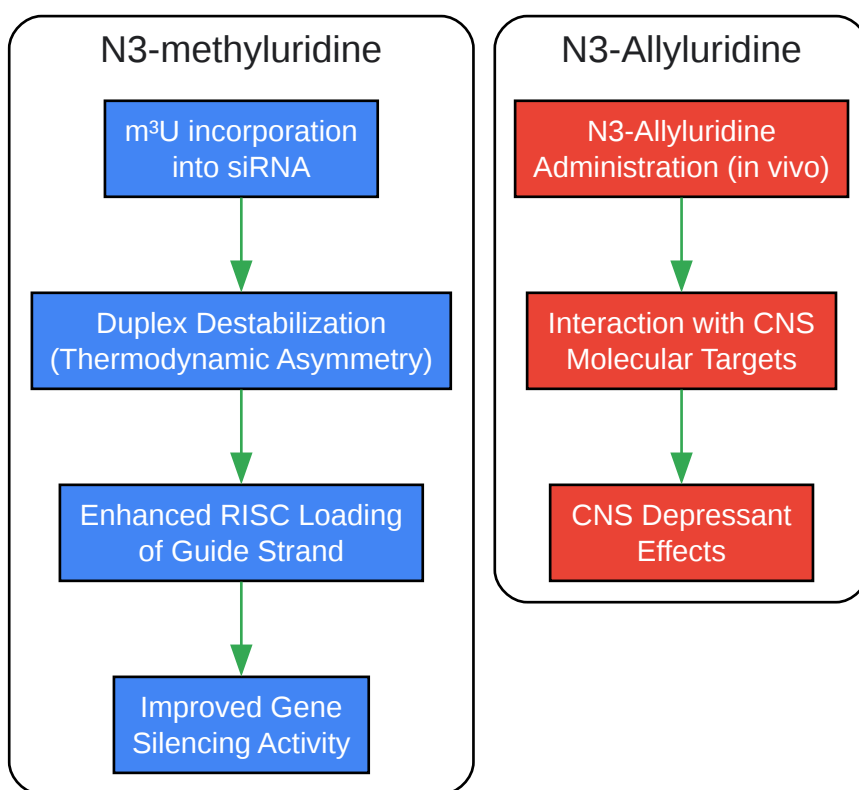 N3-methyluridine
m³U incorporation
into siRNA
Duplex Destabilization
(Thermodynamic Asymmetry)
Enhanced RISC Loading
of Guide Strand
Improved Gene
Silencing Activity
N3-Allyluridine
N3-Allyluridine
Administration (in vivo)
Interaction with CNS
Molecular Targets
CNS Depressant
Effects